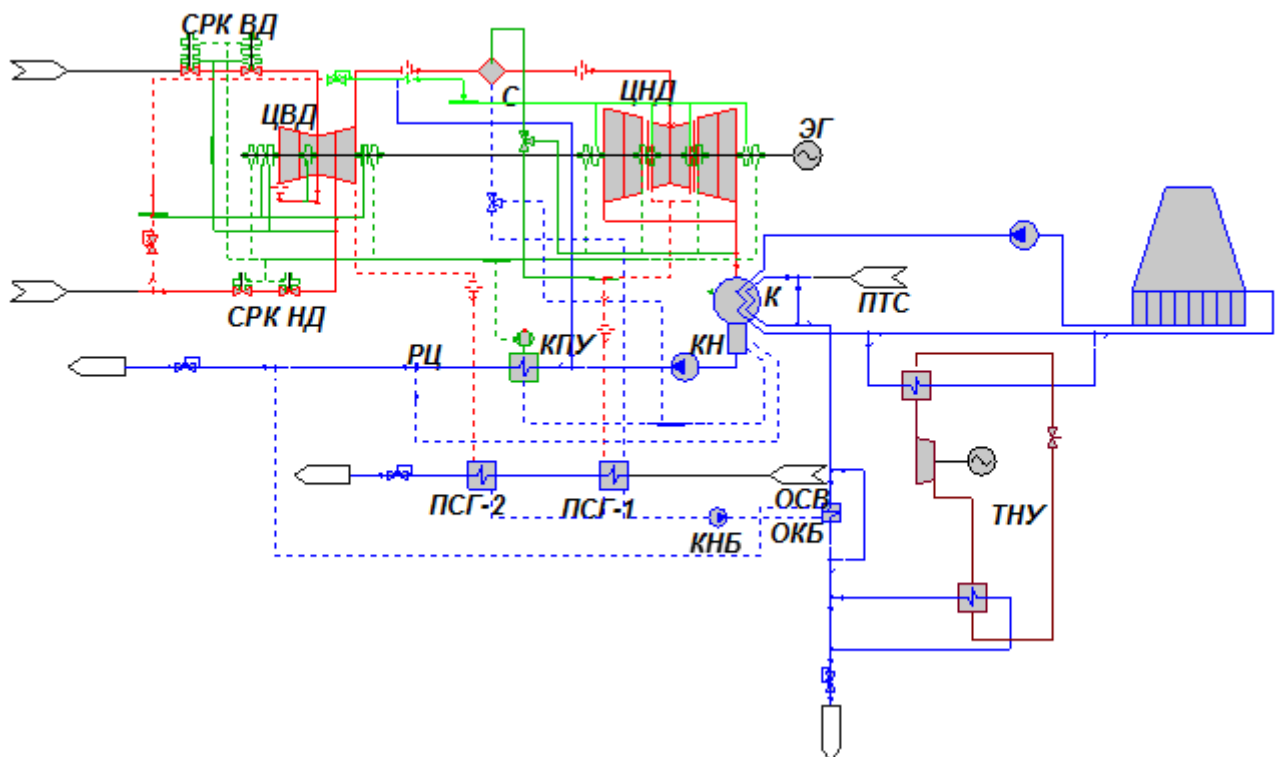 СРК ВД
С
ЦНД
ЦВД
ЭГ
К
ПТС
СРК НД
КПУ
КН
РЦ
ПСГ-2
ПСГ-1
ОСВ
ОКБ
КНБ
ТНУ